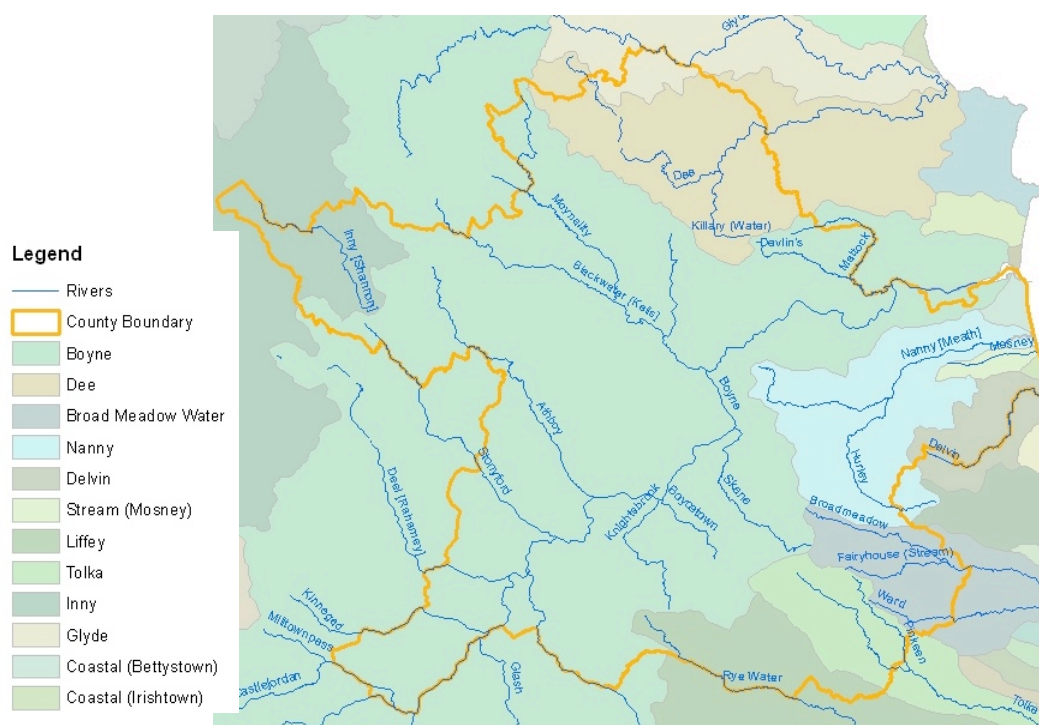 Glyde
Dee
Killary (Water)
Devlin's
Mattock
Moynalty
Inny [Shannon]
Blackwater [Kells]
Legend
Rivers
County Boundary
Boyne
Dee
Broad Meadow Water
Nanny
Delvin
Stream (Mosney)
Liffey
Tolka
Inny
Glyde
Coastal (Bettystown)
Coastal (Irishtown)
Nanny [Meath]
Mosney
Boyne
Athboy
Stonyford
Deel [Raharney]
Delvin
Hurley
Skane
Boycetown
Knightsbrook
Broadmeadow
Fairyhouse (Stream)
Ward
Pinkeen
Kinnegad
Milltownpass
Castlejordan
Glash
Rye Water
Tolka